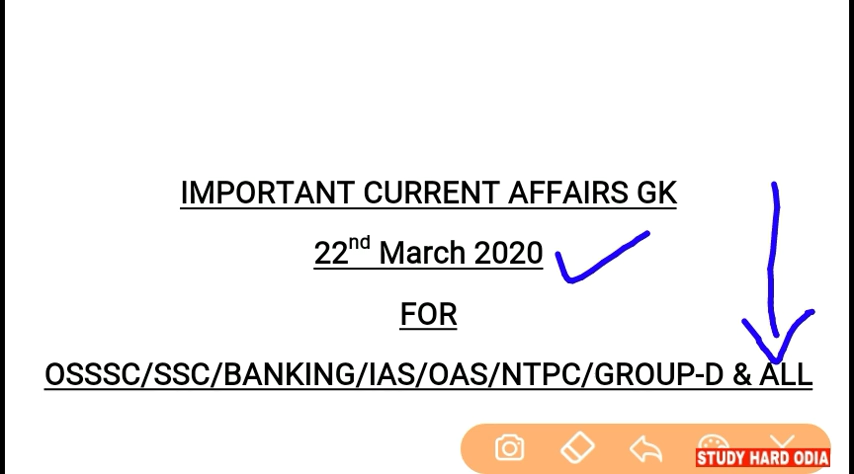 IMPORTANT CURRENT AFFAIRS GK
22nd March 2020
FOR
OSSSC/SSC/BANKING/IAS/OAS/NTPC/GROUP-D & ALL
STUDY HARD ODIA